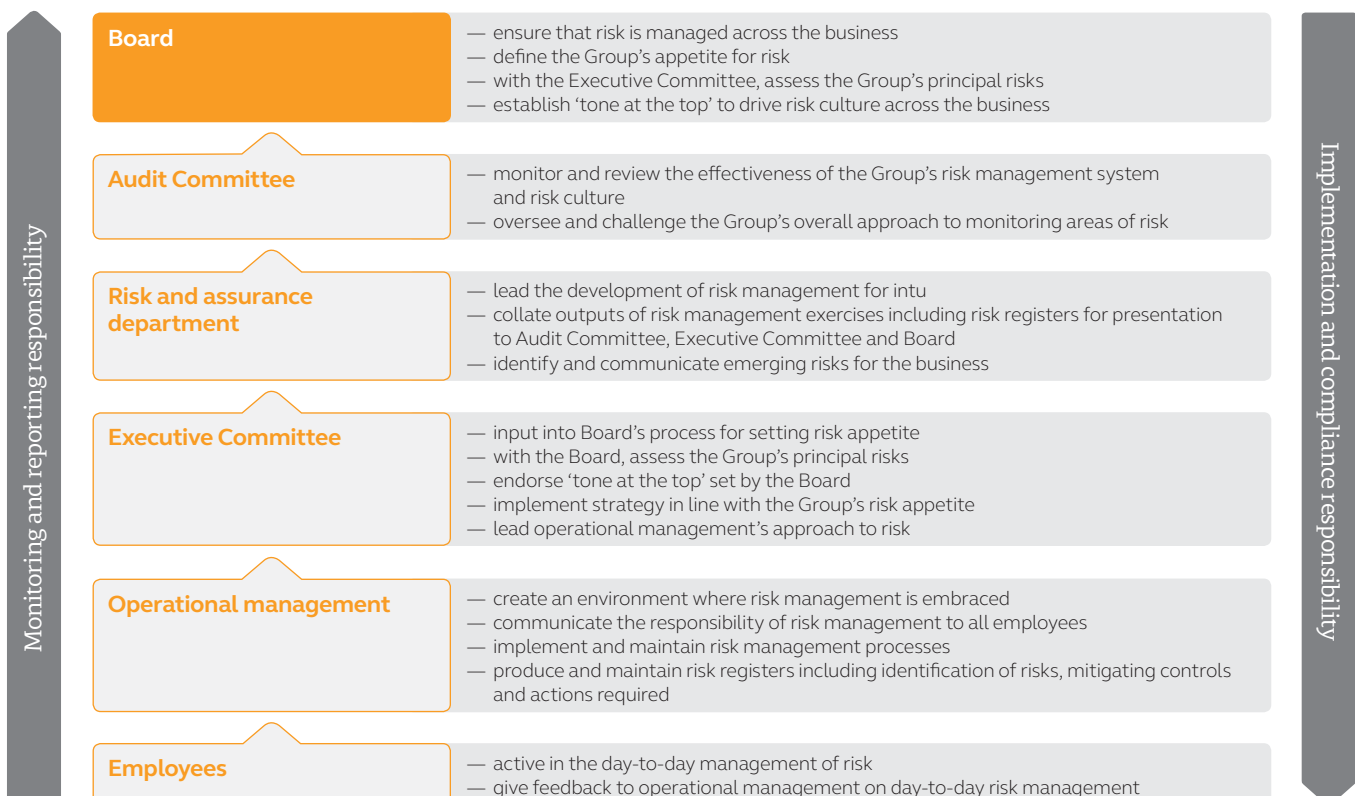 Monitoring and reporting responsibility
Board
— ensure that risk is managed across the business
— define the Group’s appetite for risk
— with the Executive Committee, assess the Group’s principal risks
— establish ‘tone at the top’ to drive risk culture across the business
Audit Committee
— monitor and review the effectiveness of the Group’s risk management system
and risk culture
— oversee and challenge the Group’s overall approach to monitoring areas of risk
Risk and assurance
department
— lead the development of risk management for intu
— collate outputs of risk management exercises including risk registers for presentation
to Audit Committee, Executive Committee and Board
— identify and communicate emerging risks for the business
Executive Committee
— input into Board’s process for setting risk appetite
— with the Board, assess the Group’s principal risks
— endorse ‘tone at the top’ set by the Board
— implement strategy in line with the Group’s risk appetite
— lead operational management’s approach to risk
Operational management
— create an environment where risk management is embraced
— communicate the responsibility of risk management to all employees
— implement and maintain risk management processes
— produce and maintain risk registers including identification of risks, mitigating controls
and actions required
Employees
— active in the day-to-day management of risk
— give feedback to operational management on day-to-day risk management
Implementation and compliance responsibility